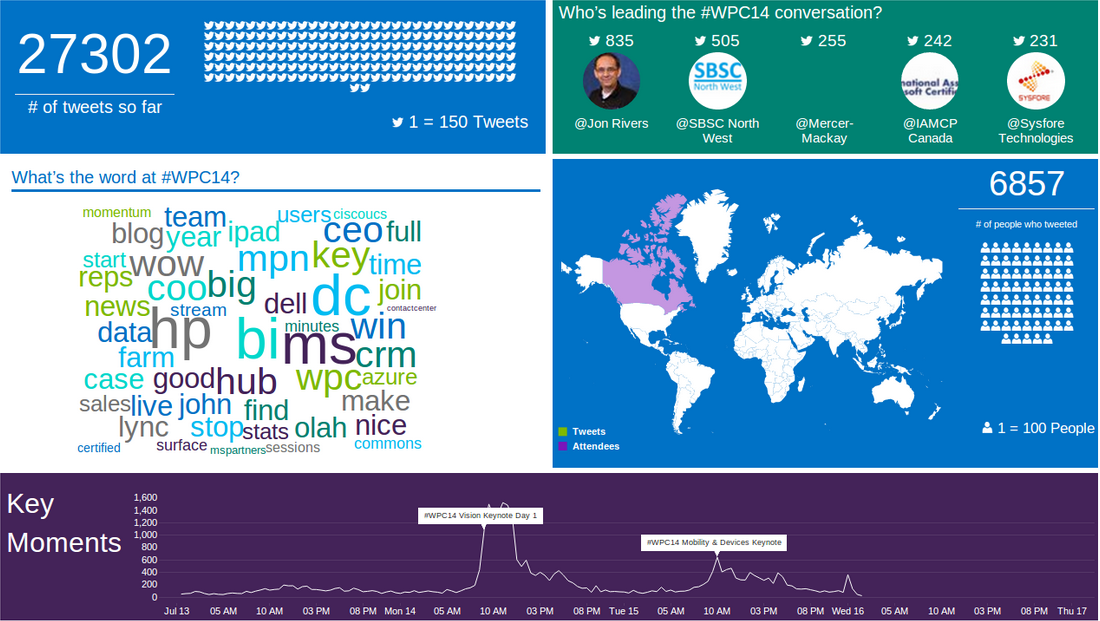 27302
# of tweets so far
1 = 150 Tweets
Who's leading the #WPC14 conversation?
835
505
255
242
231
SBSC
North West
national Ass
soft Certifi
SYSFORE
@Jon Rivers
@SBSC North
West
@Mercer-
Mackay
@IAMCP
Canada
@Sysfore
Technologies
What's the word at #WPC14?
momentum
team
users
ciscoucs
blog
year
ipad
ceo
full
start
wow
mpn
key
time
reps
coo
big
dell
dc
join
news
stream
contactcenter
data
hp
bi
minutes
ms
win
farm
crm
case
good
hub
wpc
azure
sales
live
john
find
make
lync
stop
stats
olah
nice
certified
surface
mspartners
sessions
commons
6857
# of people who tweeted
Tweets
Attendees
1 = 100 People
Key
Moments
1,600
1,400
1,200
1,000
800
600
400
200
0
#WPC14 Vision Keynote Day 1
#WPC14 Mobility & Devices Keynote
Jul 13 05 AM 10 AM 03 PM 08 PM Mon 14 05 AM 10 AM 03 PM 08 PM Tue 15 05 AM 10 AM 03 PM 08 PM Wed 16 05 AM 10 AM 03 PM 08 PM Thu 17